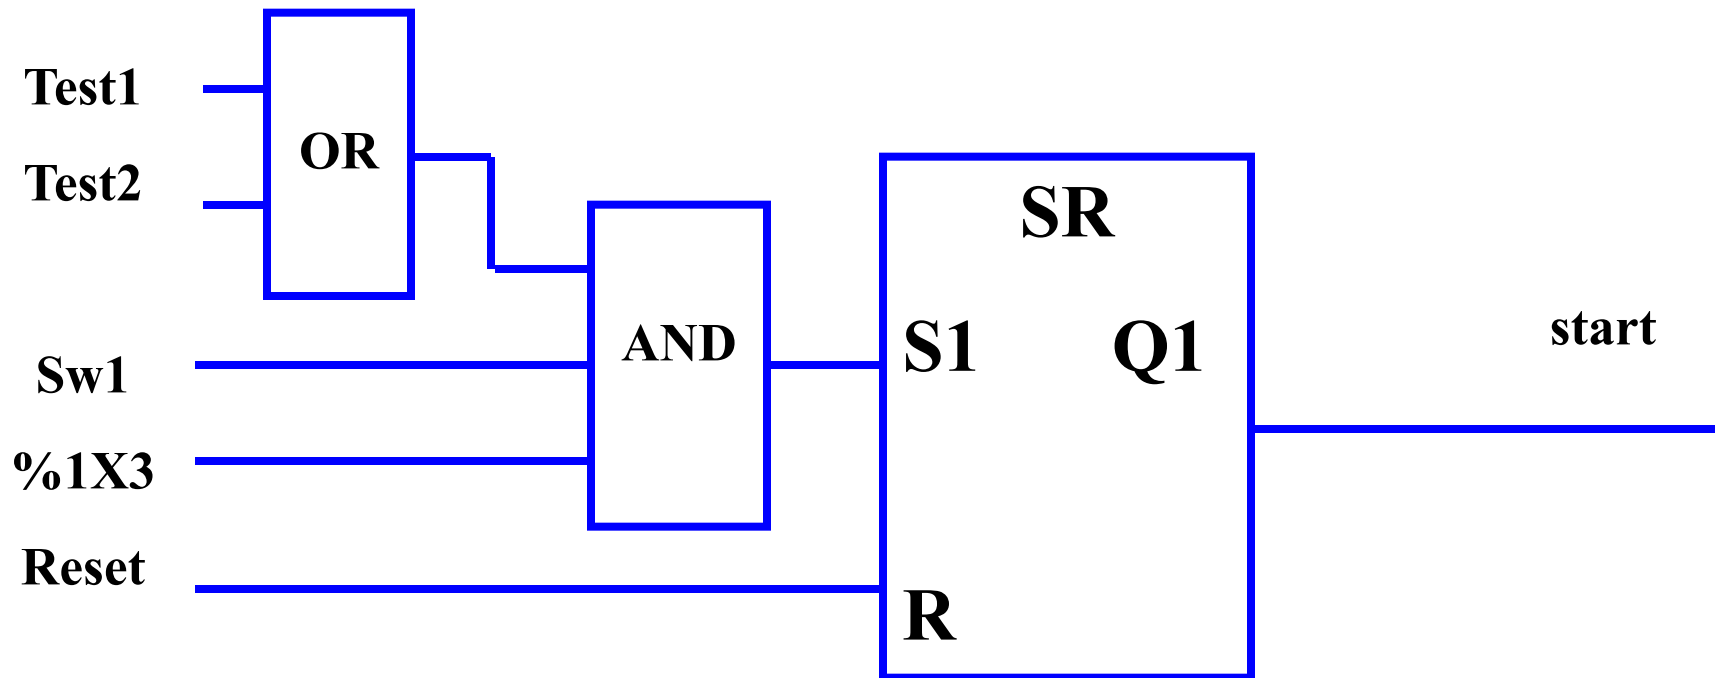 Test1
Test2
OR
Sw1
%1X3
AND
Reset
SR
S1
Q1
R
start